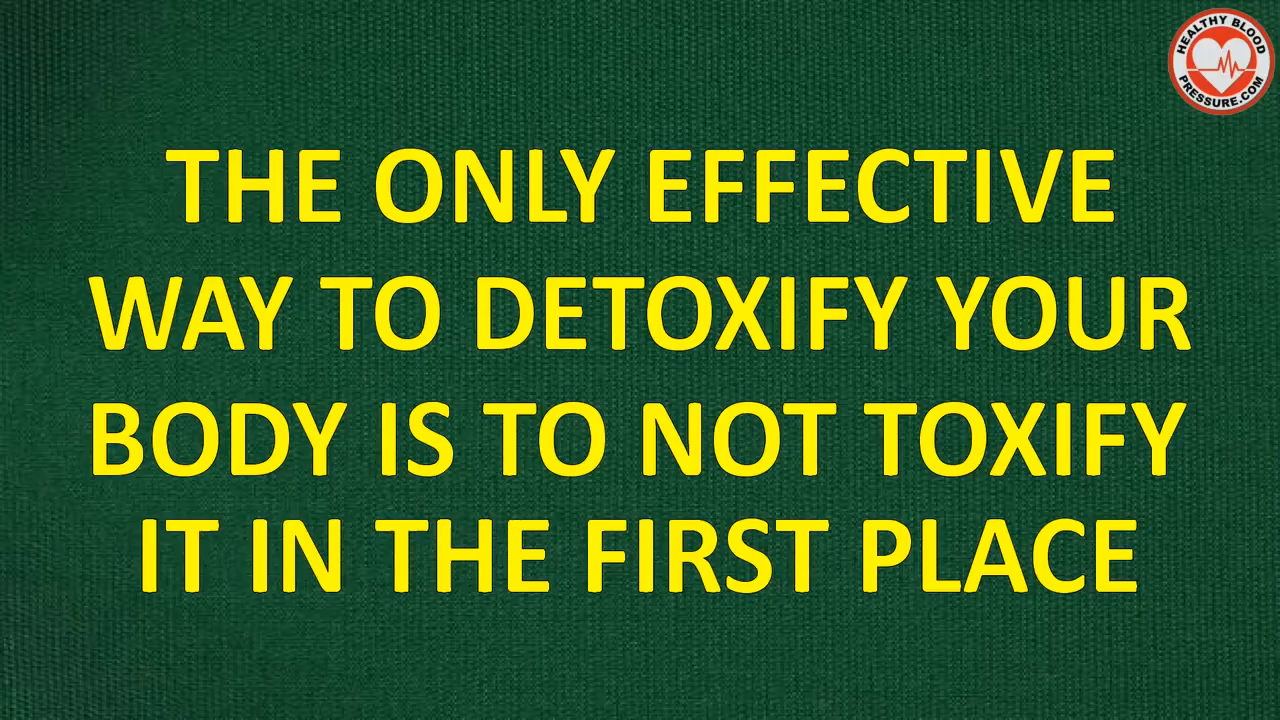 HEALTHY BLOOD
PRESSURE.COM
THE ONLY EFFECTIVE
WAY TO DETOXIFY YOUR
BODY IS TO NOT TOXIFY
IT IN THE FIRST PLACE